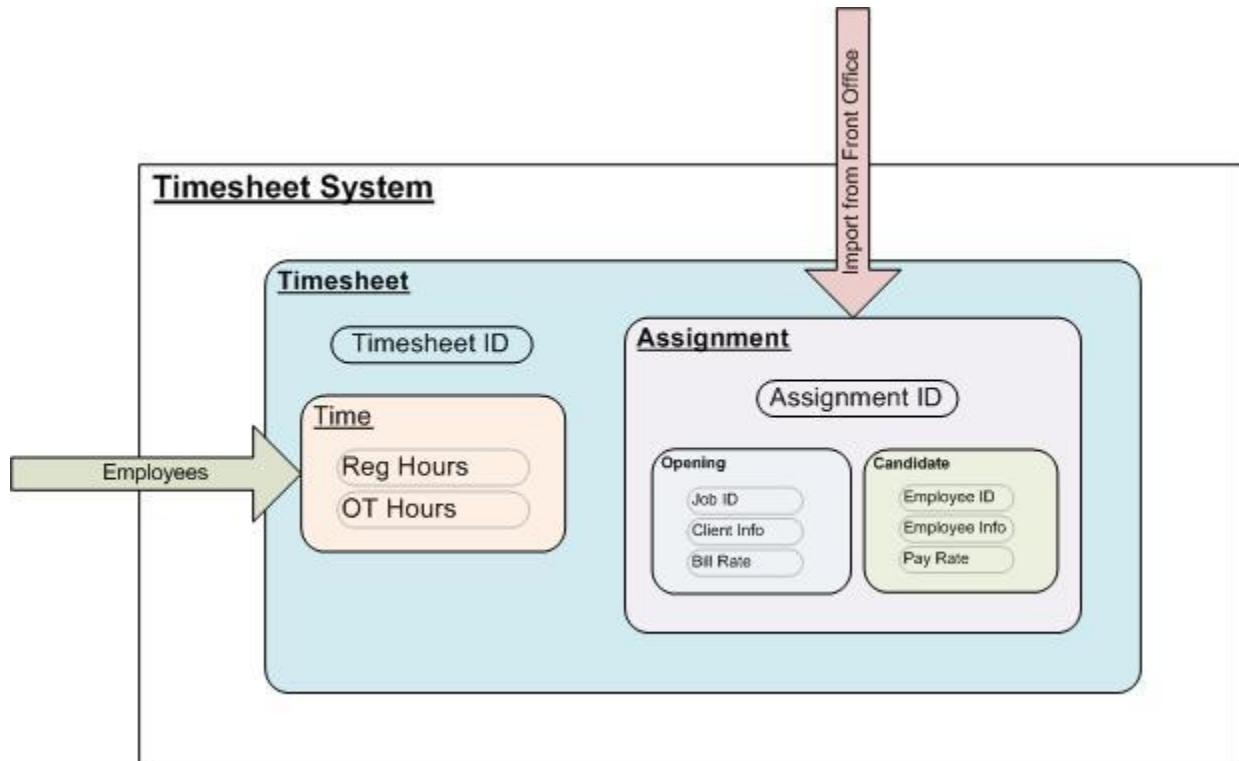 Import from Front Office
Timesheet System
Timesheet
Timesheet ID
Assignment
Assignment ID
Time
Reg Hours
OT Hours
Employees
Opening
Job ID
Client Info
Bill Rate
Candidate
Employee ID
Employee Info
Pay Rate